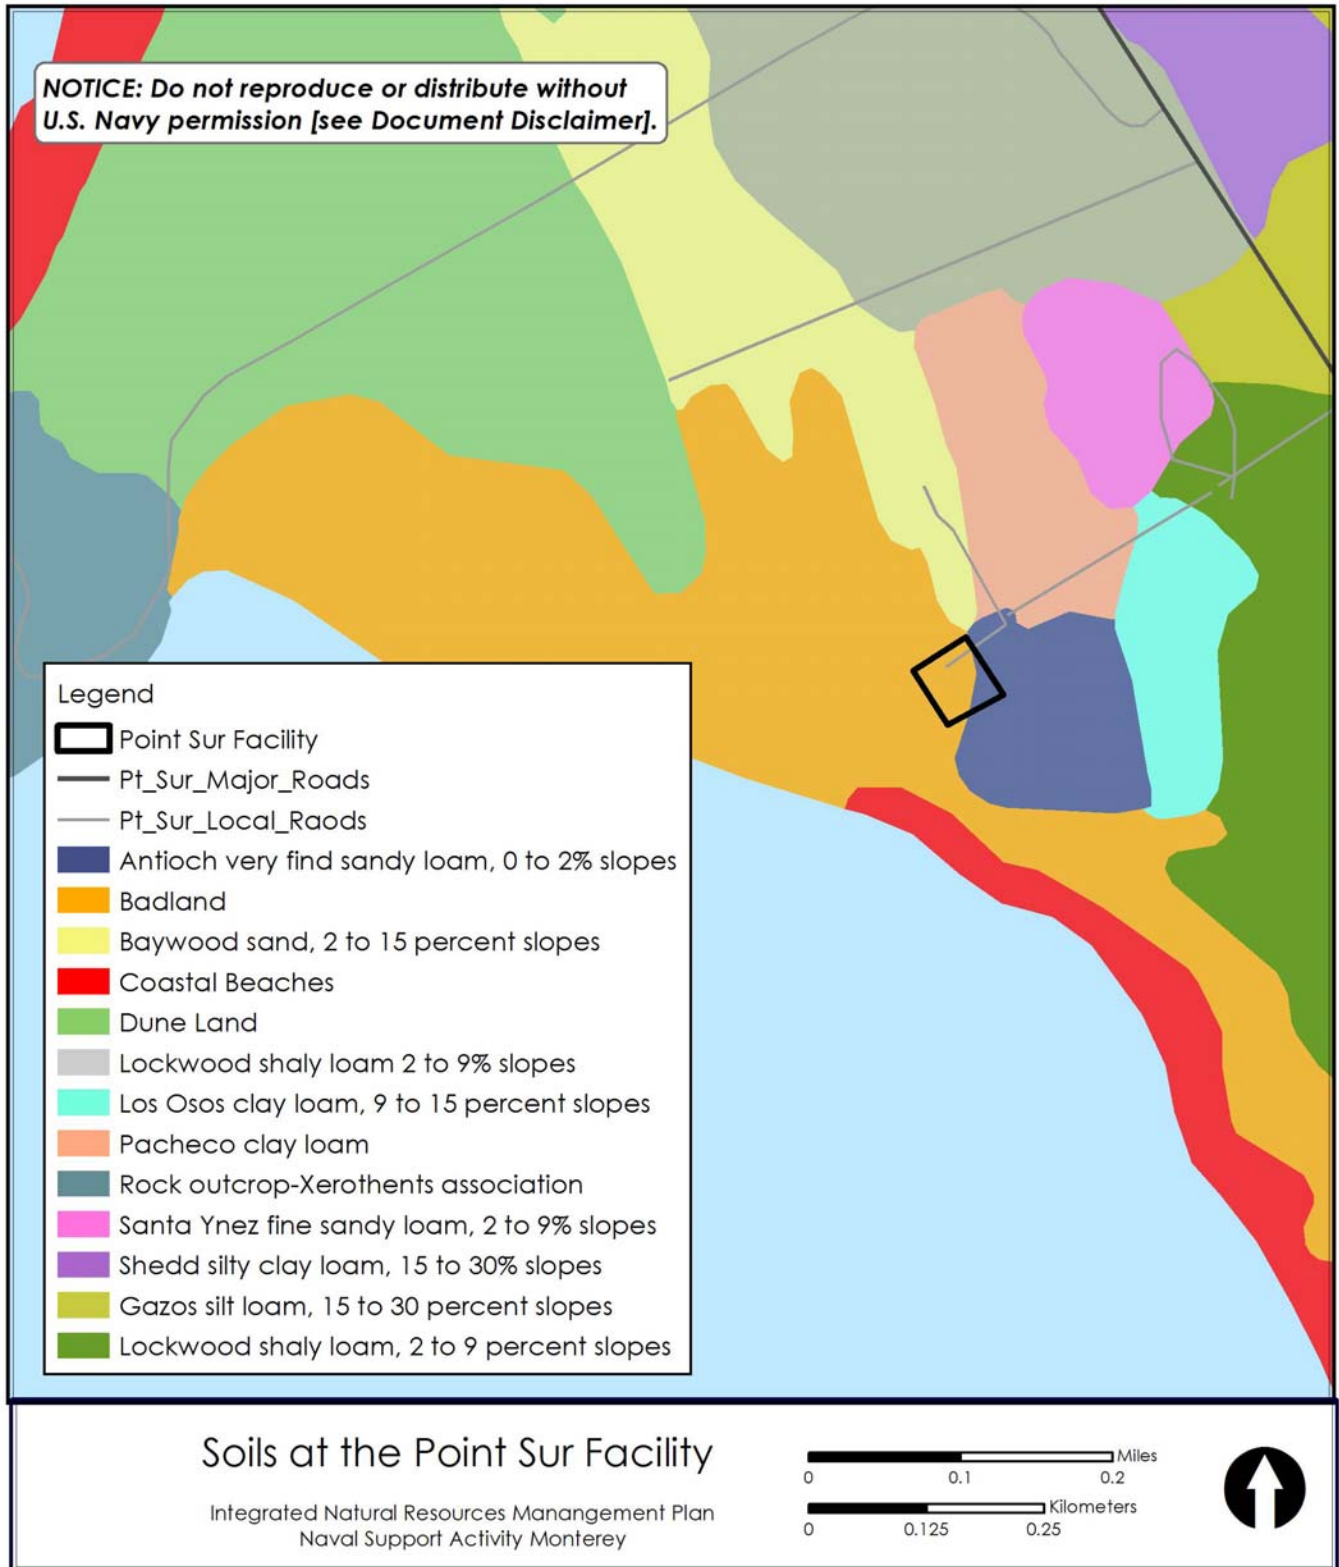 NOTICE: Do not reproduce or distribute without
U.S. Navy permission [see Document Disclaimer].
Legend
Point Sur Facility
Pt_Sur_Major_Roads
Pt_Sur_Local_Raods
Antioch very find sandy loam, 0 to 2% slopes
Badland
Baywood sand, 2 to 15 percent slopes
Coastal Beaches
Dune Land
Lockwood shaly loam 2 to 9% slopes
Los Osos clay loam, 9 to 15 percent slopes
Pacheco clay loam
Rock outcrop-Xerothents association
Santa Ynez fine sandy loam, 2 to 9% slopes
Shedd silty clay loam, 15 to 30% slopes
Gazos silt loam, 15 to 30 percent slopes
Lockwood shaly loam, 2 to 9 percent slopes
Soils at the Point Sur Facility
Integrated Natural Resources Manangement Plan
Naval Support Activity Monterey
Miles
0 0.1 0.2
Kilometers
0 0.125 0.25